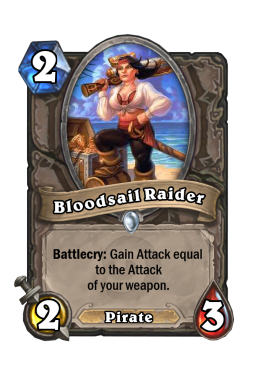 2
Bloodsail Raider
Battlecry: Gain Attack equal
to the Attack
of your weapon.
2
Pirate
3